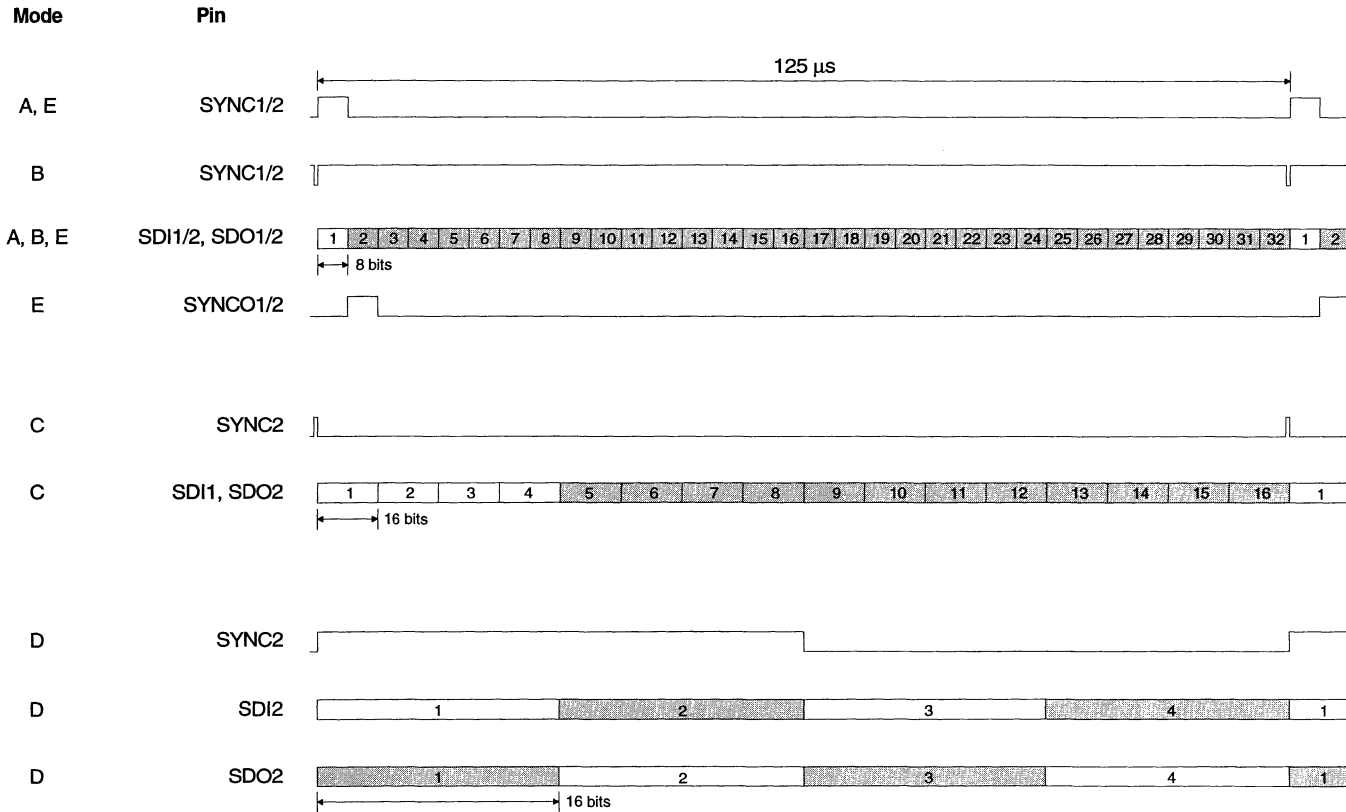 Mode Pin
125 µs
A, E SYNC1/2
B SYNC1/2
A, B, E SDI1/2, SDO1/2 1 2 3 4 5 6 7 8 9 10 11 12 13 14 15 16 17 18 19 20 21 22 23 24 25 26 27 28 29 30 31 32 1 2
8 bits
E SYNCO1/2
C SYNC2
C SDI1, SDO2 1 2 3 4 5 6 7 8 9 10 11 12 13 14 15 16 1
16 bits
D SYNC2
D SDI2 1 2 3 4 1
D SDO2 1 2 3 4 1
16 bits